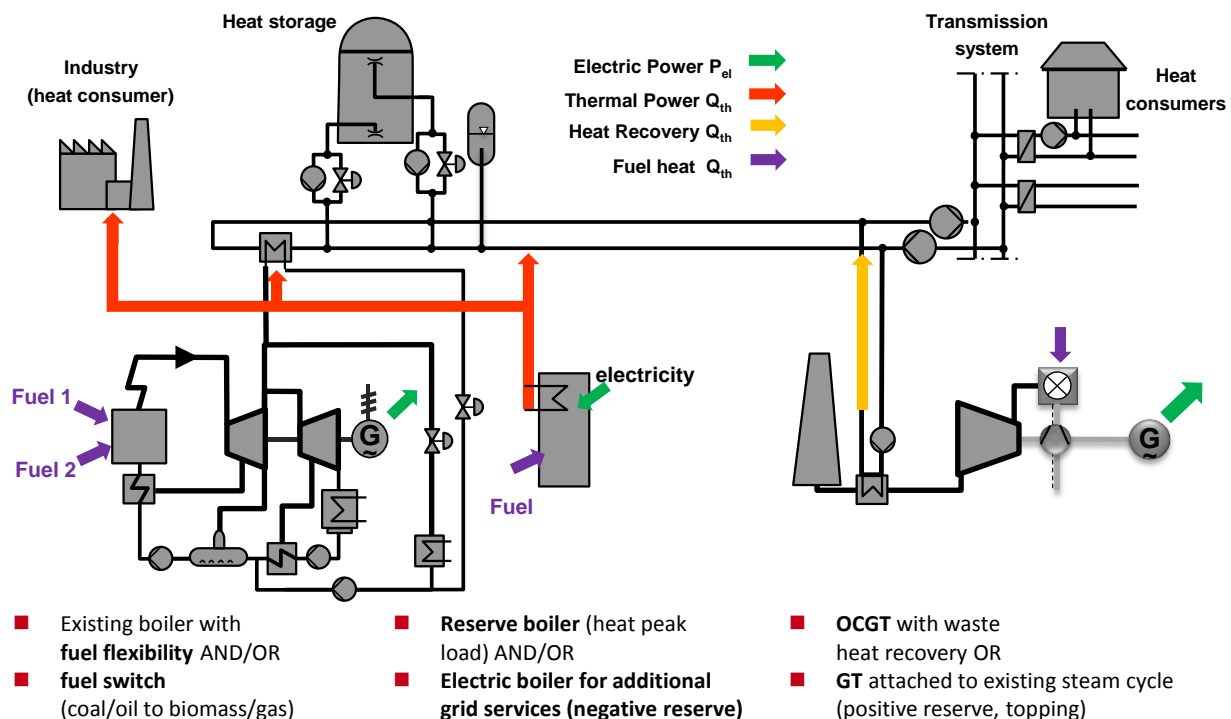 Heat storage
Industry
(heat consumer)
Electric Power Pel
Thermal Power Qth
Heat Recovery Qth
Fuel heat Qth
Transmission
system
Heat
consumers
Fuel 1
Fuel 2
G
~
electricity
Fuel
G
~
Existing boiler with
fuel flexibility AND/OR
fuel switch
(coal/oil to biomass/gas)
Reserve boiler (heat peak
load) AND/OR
Electric boiler for additional
grid services (negative reserve)
OCGT with waste
heat recovery OR
GT attached to existing steam cycle
(positive reserve, topping)